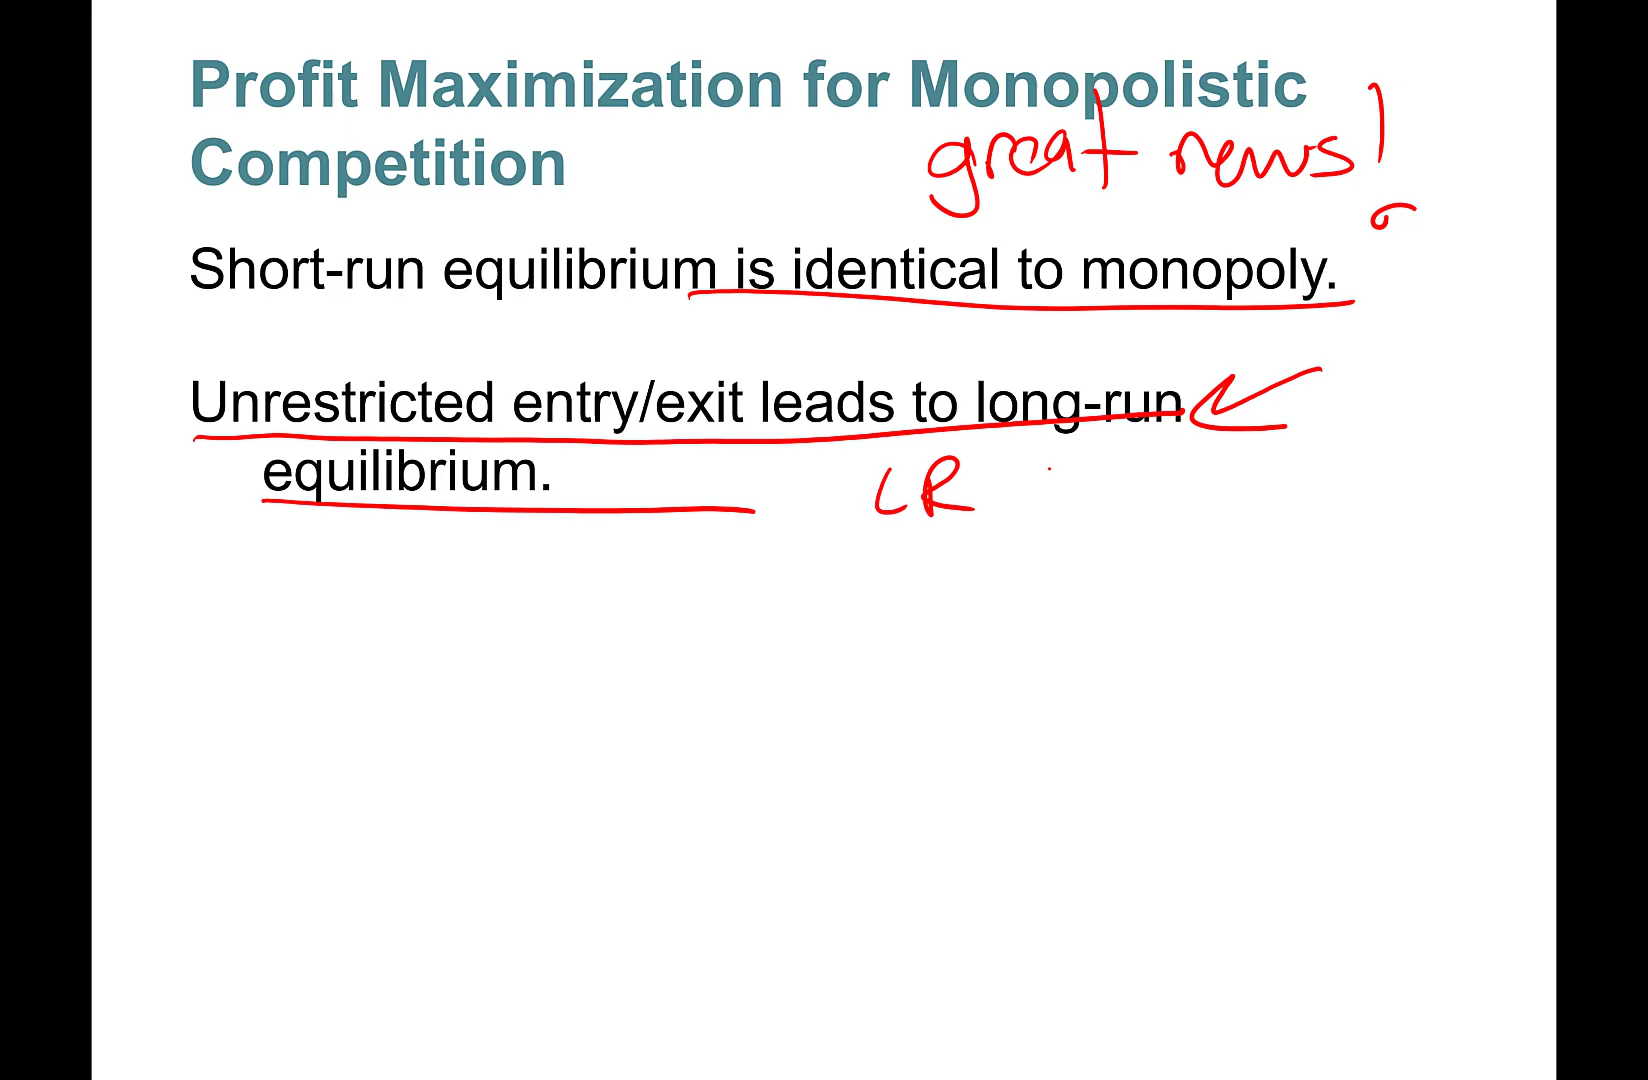 Profit Maximization for Monopolistic
Competition
great news!
Short-run equilibrium is identical to monopoly.
Unrestricted entry/exit leads to long-run
equilibrium.
LR